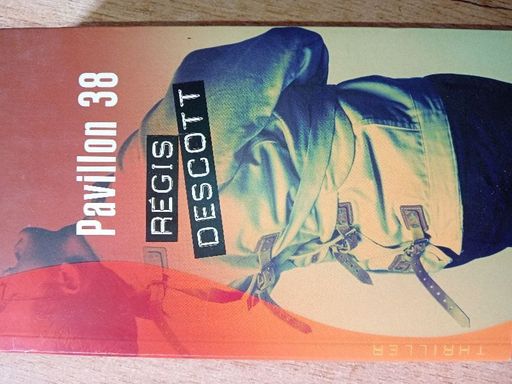 Pavillon 38
RÉGIS
DESCOTT
THRILLER